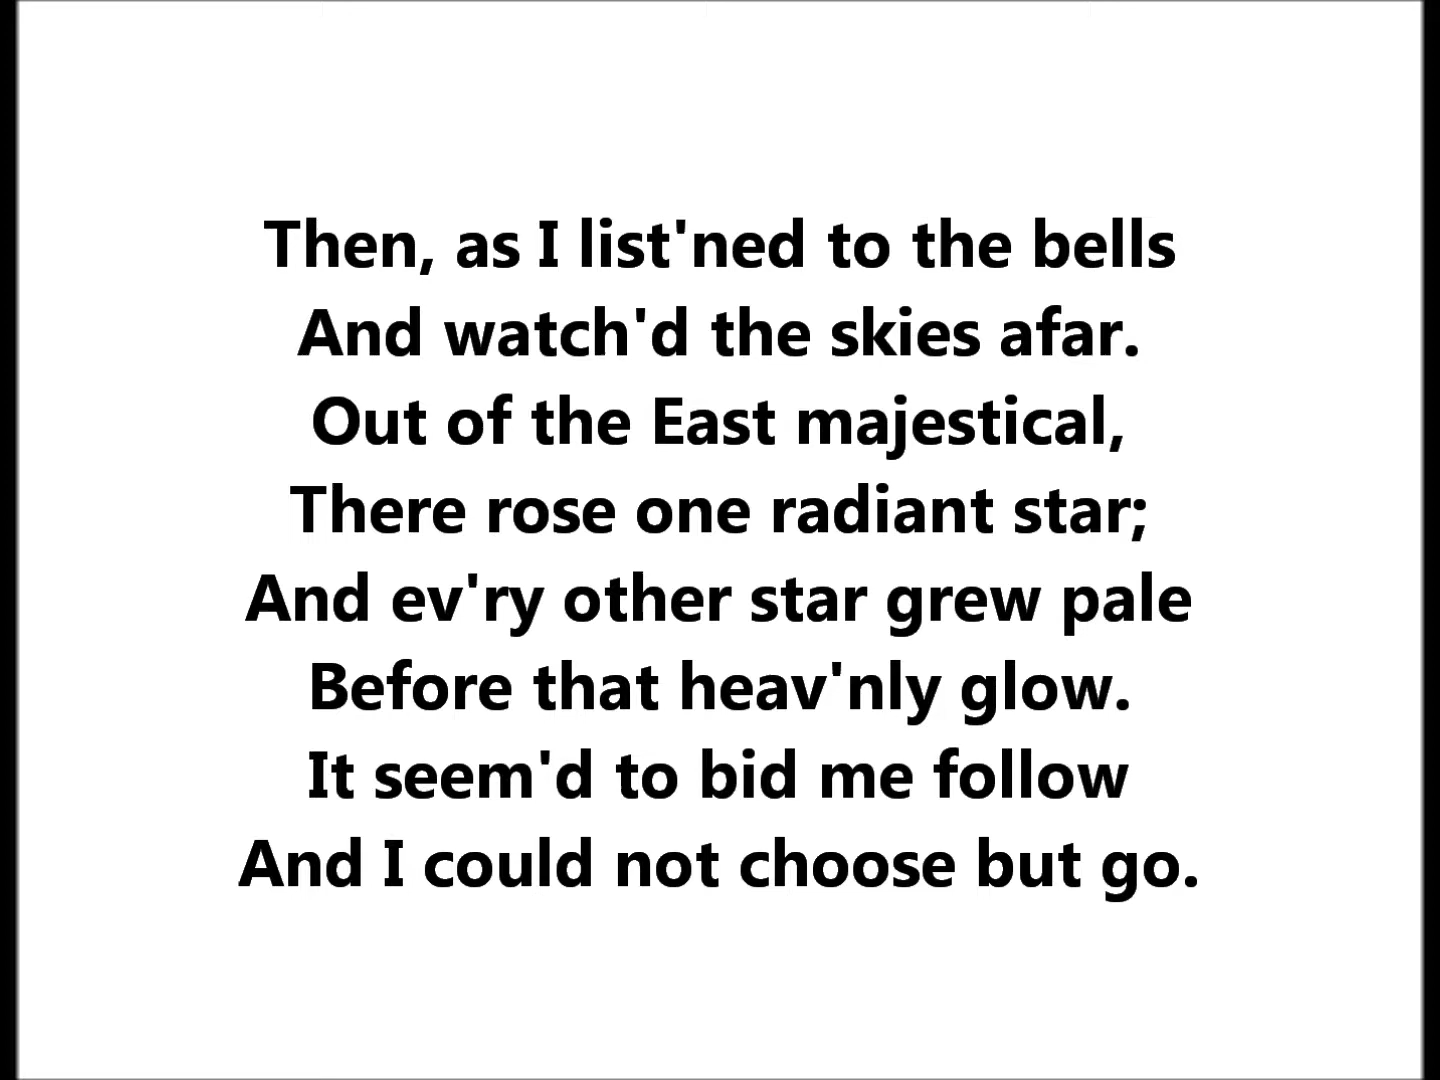 Then, as I list'ned to the bells
And watch'd the skies afar.
Out of the East majestical,
There rose one radiant star;
And ev'ry other star grew pale
Before that heav'nly glow.
It seem'd to bid me follow
And I could not choose but go.